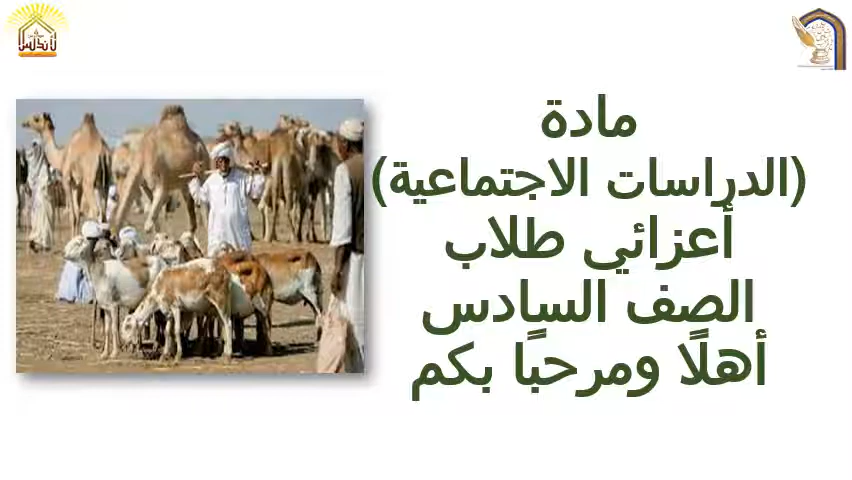 مادة
(الدراسات الاجتماعية)
أعزائي طلاب
الصف السادس
أهلًا ومرحبًا بكم